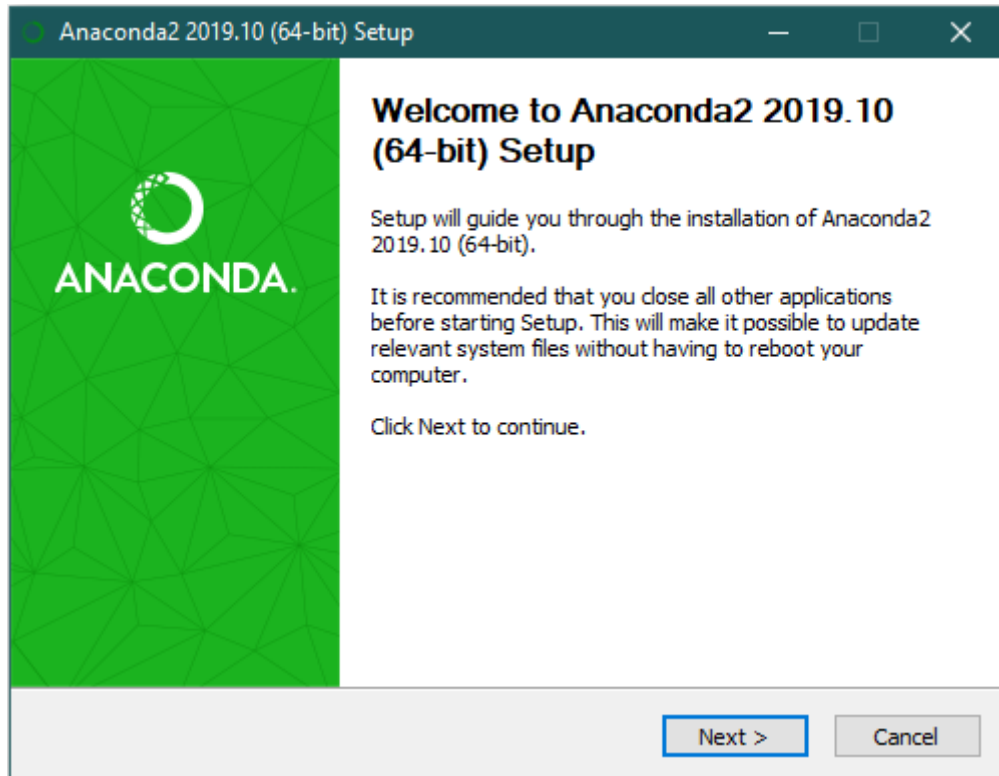 Anaconda2 2019.10 (64-bit) Setup
ANACONDA.
Welcome to Anaconda2 2019.10
(64-bit) Setup
Setup will guide you through the installation of Anaconda2
2019.10 (64-bit).
It is recommended that you close all other applications
before starting Setup. This will make it possible to update
relevant system files without having to reboot your
computer.
Click Next to continue.
Next >
Cancel